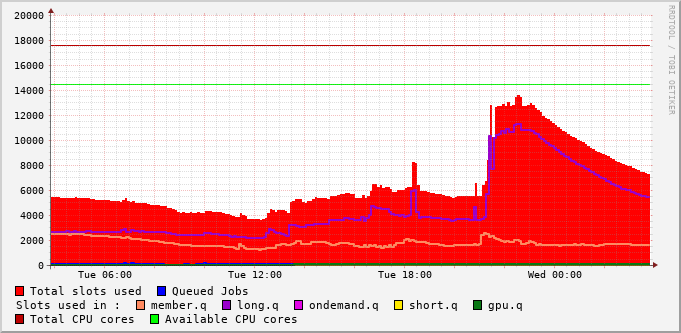 RRDTOOL / TOBI OETIKER
20000
18000
16000
14000
12000
10000
8000
6000
4000
2000
0
Tue 06:00 Tue 12:00 Tue 18:00 Wed 00:00
Total slots used Queued Jobs
Slots used in : member.q long.q ondemand.q short.q gpu.q
Total CPU cores Available CPU cores